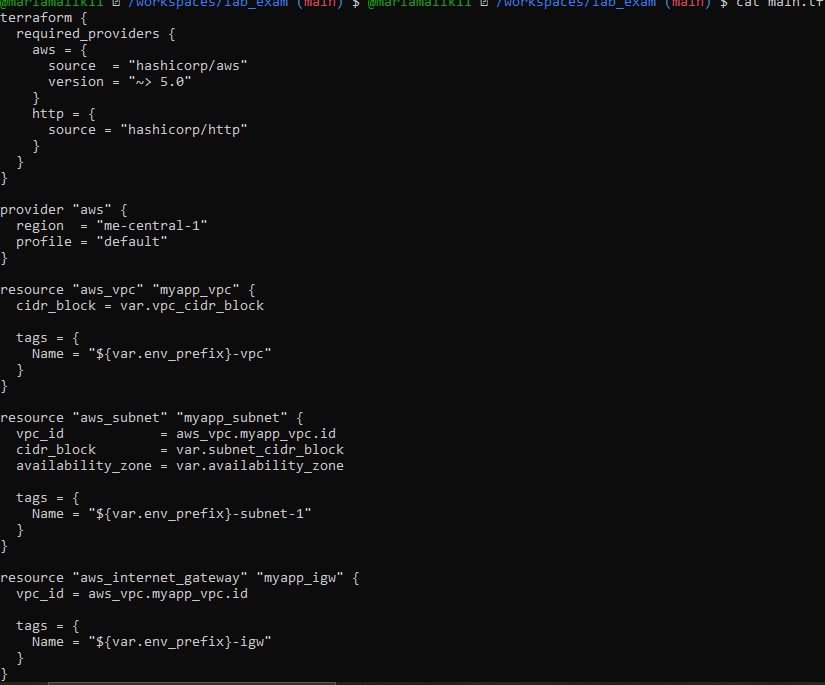 @mariamalik11 /workspaces/lab_exam (main) $ @mariamalik11 /workspaces/lab_exam (main) $ cat main.tf
terraform {
  required_providers {
    aws = {
      source  = "hashicorp/aws"
      version = "~> 5.0"
    }
    http = {
      source = "hashicorp/http"
    }
  }
}

provider "aws" {
  region  = "me-central-1"
  profile = "default"
}

resource "aws_vpc" "myapp_vpc" {
  cidr_block = var.vpc_cidr_block

  tags = {
    Name = "${var.env_prefix}-vpc"
  }
}

resource "aws_subnet" "myapp_subnet" {
  vpc_id            = aws_vpc.myapp_vpc.id
  cidr_block        = var.subnet_cidr_block
  availability_zone = var.availability_zone

  tags = {
    Name = "${var.env_prefix}-subnet-1"
  }
}

resource "aws_internet_gateway" "myapp_igw" {
  vpc_id = aws_vpc.myapp_vpc.id

  tags = {
    Name = "${var.env_prefix}-igw"
  }
}